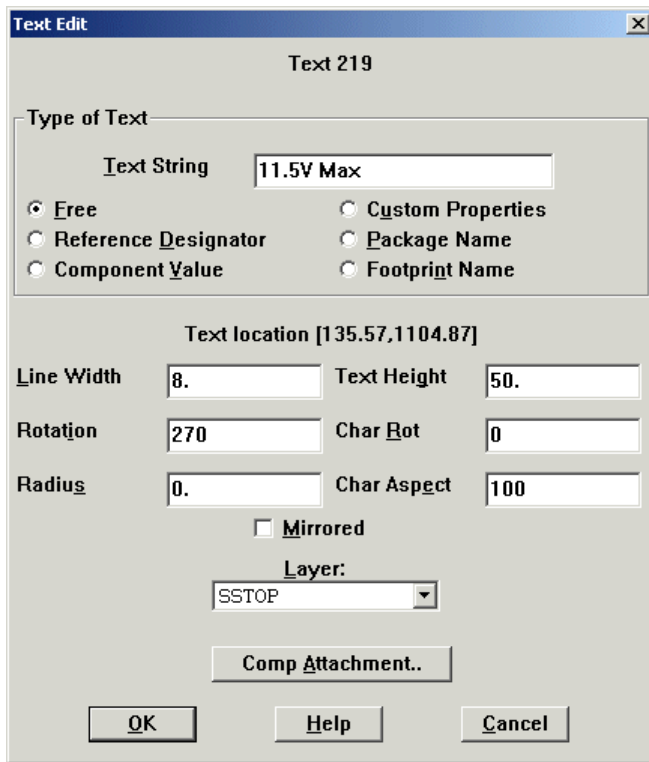 Text Edit
Text 219
Type of Text
Text String 11.5V Max
Free Custom Properties
Reference Designator Package Name
Component Value Footprint Name
Text location [135.57,1104.87]
Line Width 8. Text Height 50.
Rotation 270 Char Rot 0
Radius 0. Char Aspect 100
Mirrored
Layer:
SSTOP
Comp Attachment..
OK Help Cancel